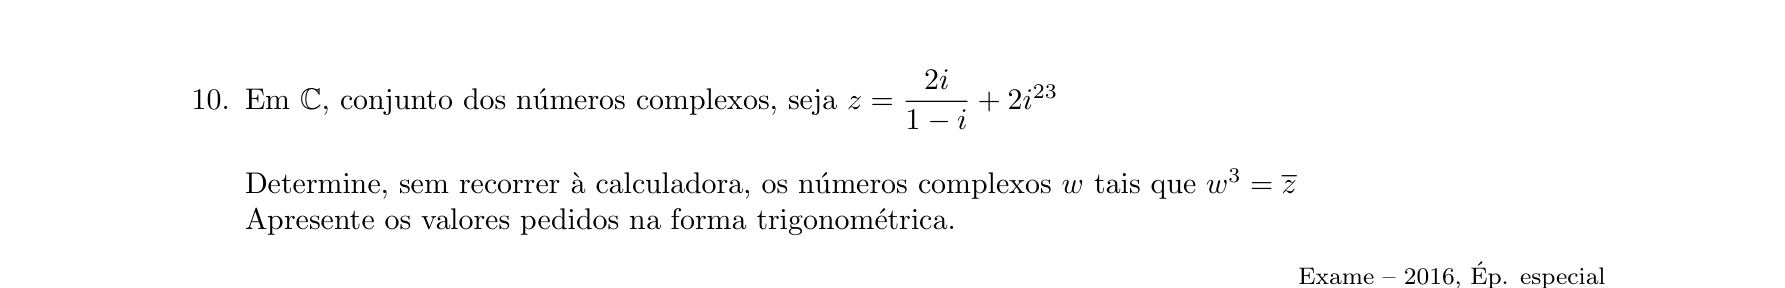 10. Em ℂ, conjunto dos números complexos, seja z = \frac{2i}{1 − i} + 2i^{23}
Determine, sem recorrer à calculadora, os números complexos w tais que w^3 = \overline{z}
Apresente os valores pedidos na forma trigonométrica.
Exame – 2016, Ép. especial